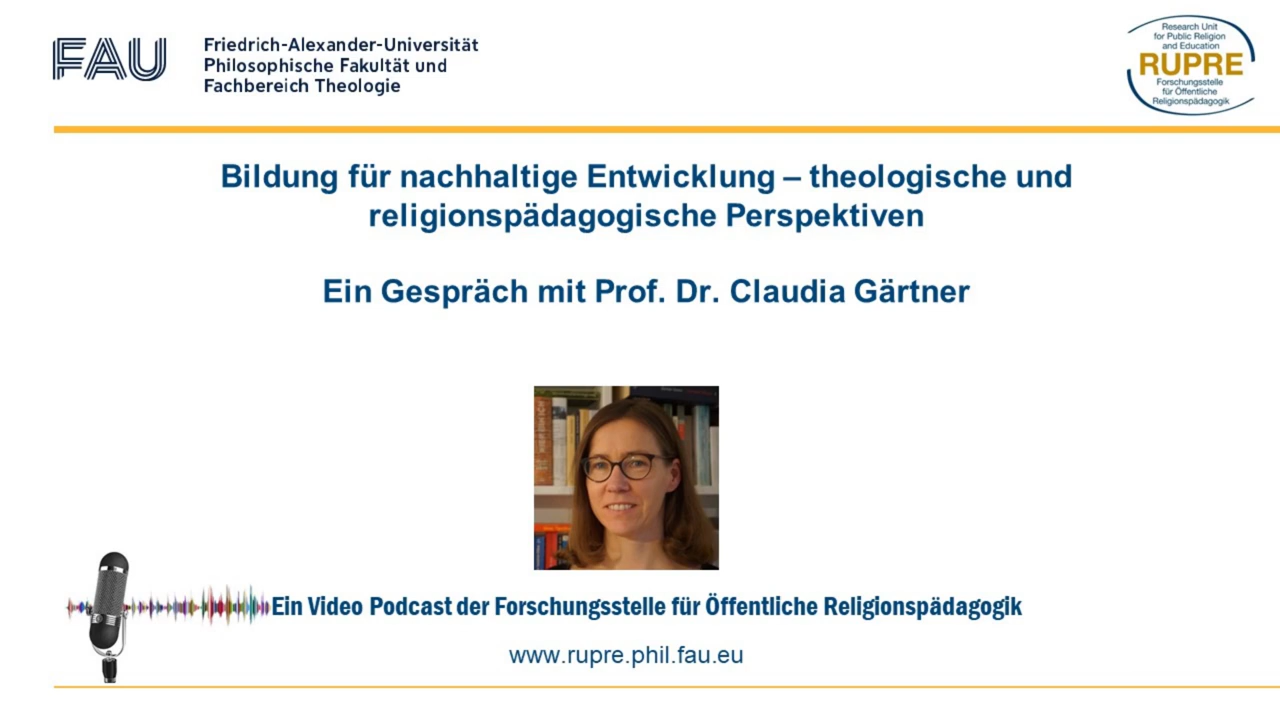 FAU
Friedrich-Alexander-Universität
Philosophische Fakultät und
Fachbereich Theologie
Research Unit
for Public Religion
and Education
RUPRE
Forschungsstelle
für Öffentliche
Religionspädagogik
Bildung für nachhaltige Entwicklung – theologische und
religionspädagogische Perspektiven
Ein Gespräch mit Prof. Dr. Claudia Gärtner
Ein Video Podcast der Forschungsstelle für Öffentliche Religionspädagogik
www.rupre.phil.fau.eu